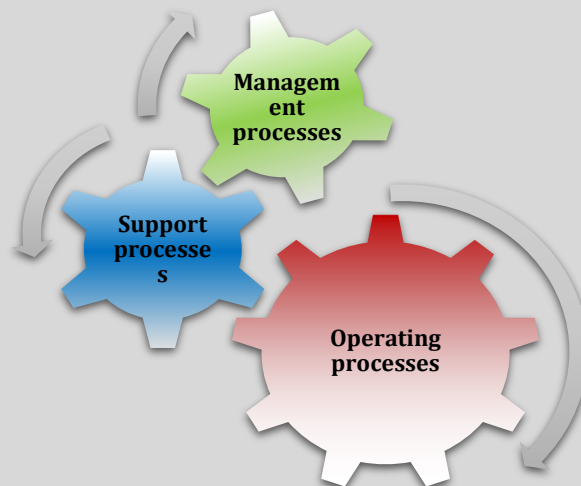 Managem
ent
processes
Support
processe
s
Operating
processes